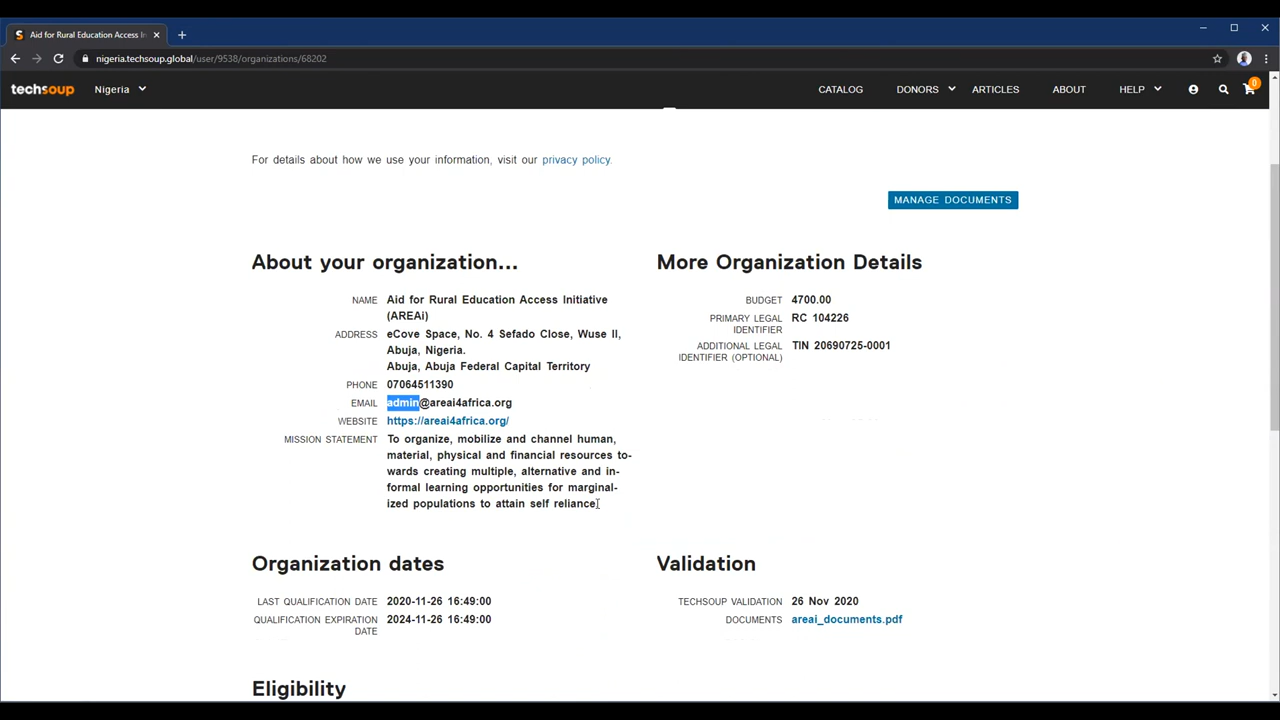 Aid for Rural Education Access In
nigeria.techsoup.global/user/9538/organizations/68202
techsoup
Nigeria
CATALOG
DONORS
ARTICLES
ABOUT
HELP
0
For details about how we use your information, visit our privacy policy.
MANAGE DOCUMENTS
About your organization...
NAME Aid for Rural Education Access Initiative
(AREAi)
ADDRESS eCove Space, No. 4 Sefado Close, Wuse II,
Abuja, Nigeria.
Abuja, Abuja Federal Capital Territory
PHONE 07064511390
EMAIL admin@areai4africa.org
WEBSITE https://areai4africa.org/
MISSION STATEMENT To organize, mobilize and channel human,
material, physical and financial resources to-
wards creating multiple, alternative and in-
formal learning opportunities for marginal-
ized populations to attain self reliance.
More Organization Details
BUDGET 4700.00
PRIMARY LEGAL RC 104226
IDENTIFIER
ADDITIONAL LEGAL TIN 20690725-0001
IDENTIFIER (OPTIONAL)
Organization dates
LAST QUALIFICATION DATE 2020-11-26 16:49:00
QUALIFICATION EXPIRATION 2024-11-26 16:49:00
DATE
Validation
TECHSOUP VALIDATION 26 Nov 2020
DOCUMENTS areai_documents.pdf
Eligibility